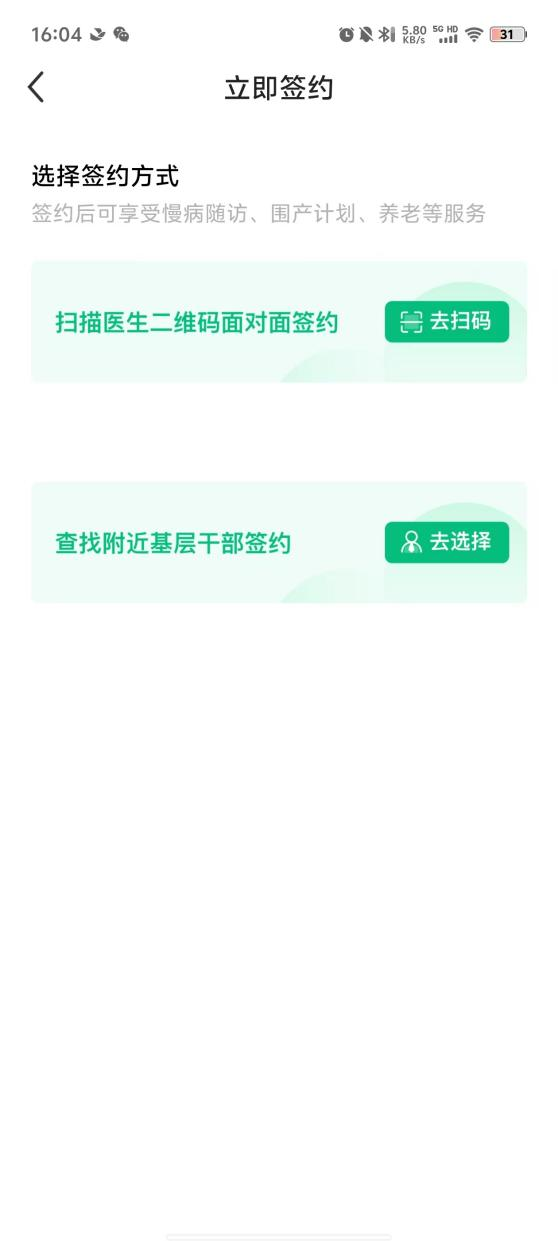 16:04 5.80 KB/s 5G HD 31
立即签约
选择签约方式
签约后可享受慢病随访、围产计划、养老等服务
扫描医生二维码面对面签约 去扫码
查找附近基层干部签约 去选择